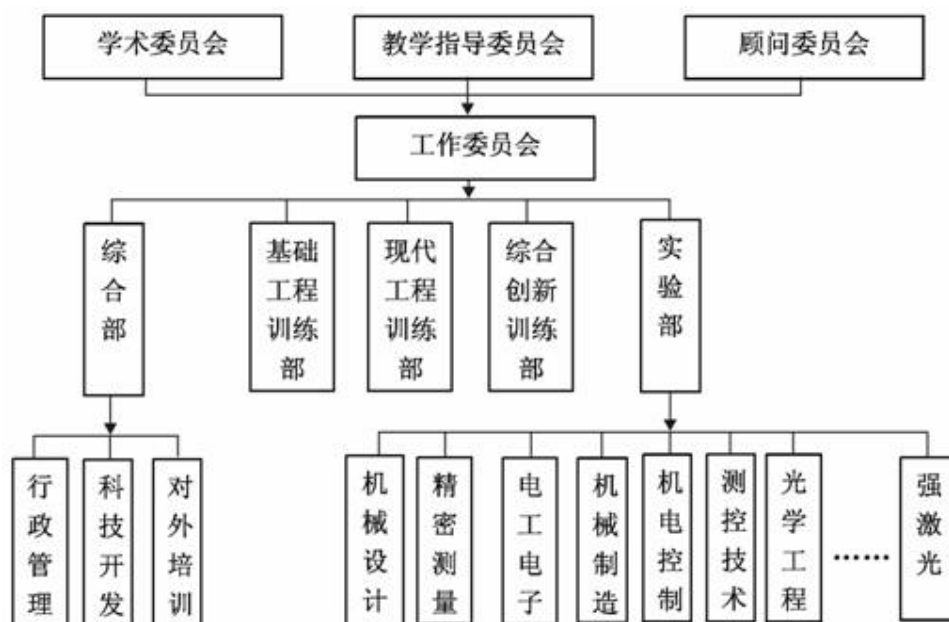 学术委员会
教学指导委员会
顾问委员会
工作委员会
综合部
基础
工程
训练
部
现代
工程
训练
部
综合
创新
训练
部
实验部
行政管理
科技开发
对外培训
机械设计
精密测量
电工电子
机械制造
机电控制
测控技术
光学工程
……
强激光